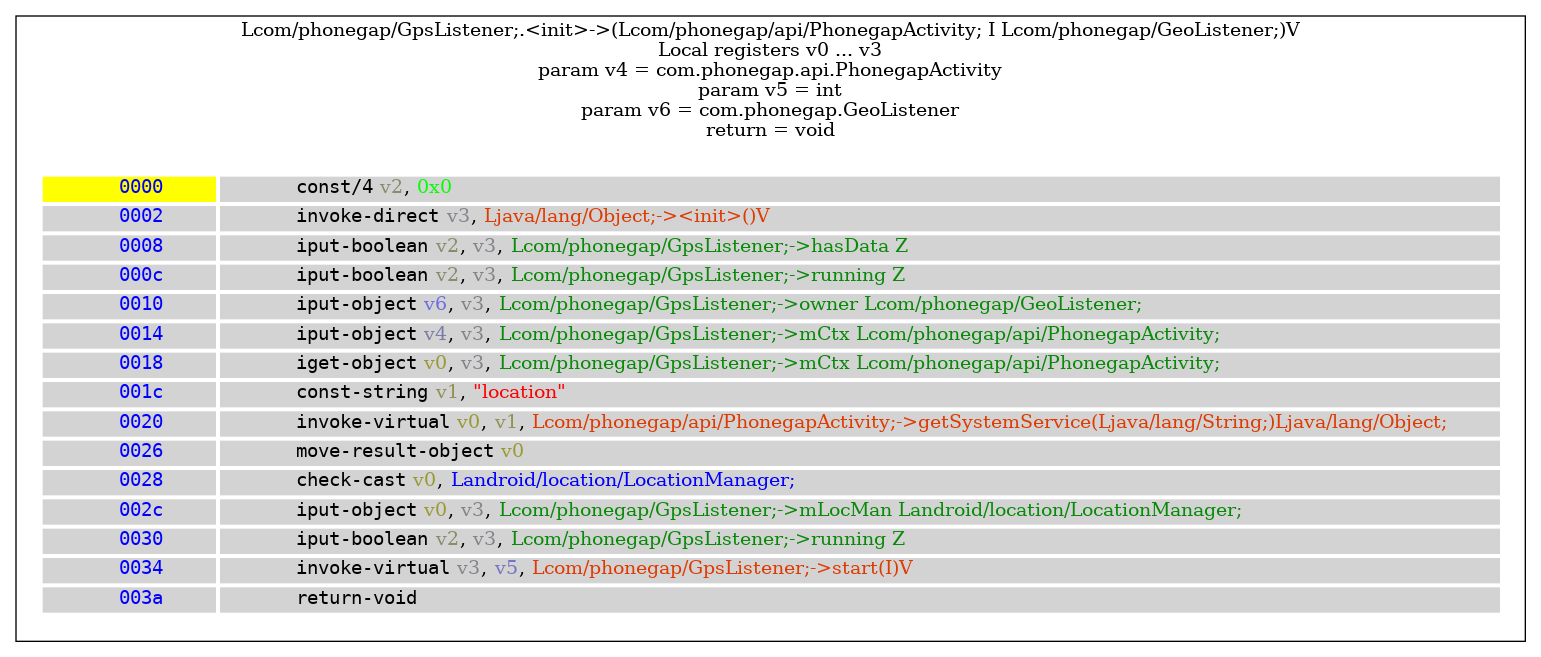 Lcom/phonegap/GpsListener;.<init>->(Lcom/phonegap/api/PhonegapActivity; I Lcom/phonegap/GeoListener;)V
Local registers v0 ... v3
param v4 = com.phonegap.api.PhonegapActivity
param v5 = int
param v6 = com.phonegap.GeoListener
return = void
0000 const/4 v2, 0x0
0002 invoke-direct v3, Ljava/lang/Object;-><init>()V
0008 iput-boolean v2, v3, Lcom/phonegap/GpsListener;->hasData Z
000c iput-boolean v2, v3, Lcom/phonegap/GpsListener;->running Z
0010 iput-object v6, v3, Lcom/phonegap/GpsListener;->owner Lcom/phonegap/GeoListener;
0014 iput-object v4, v3, Lcom/phonegap/GpsListener;->mCtx Lcom/phonegap/api/PhonegapActivity;
0018 iget-object v0, v3, Lcom/phonegap/GpsListener;->mCtx Lcom/phonegap/api/PhonegapActivity;
001c const-string v1, "location"
0020 invoke-virtual v0, v1, Lcom/phonegap/api/PhonegapActivity;->getSystemService(Ljava/lang/String;)Ljava/lang/Object;
0026 move-result-object v0
0028 check-cast v0, Landroid/location/LocationManager;
002c iput-object v0, v3, Lcom/phonegap/GpsListener;->mLocMan Landroid/location/LocationManager;
0030 iput-boolean v2, v3, Lcom/phonegap/GpsListener;->running Z
0034 invoke-virtual v3, v5, Lcom/phonegap/GpsListener;->start(I)V
003a return-void